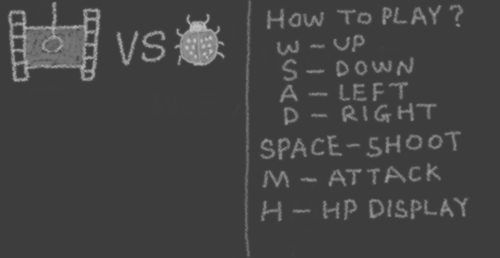 VS
HOW TO PLAY?
W - UP
S - DOWN
A - LEFT
D - RIGHT
SPACE - SHOOT
M - ATTACK
H - HP DISPLAY